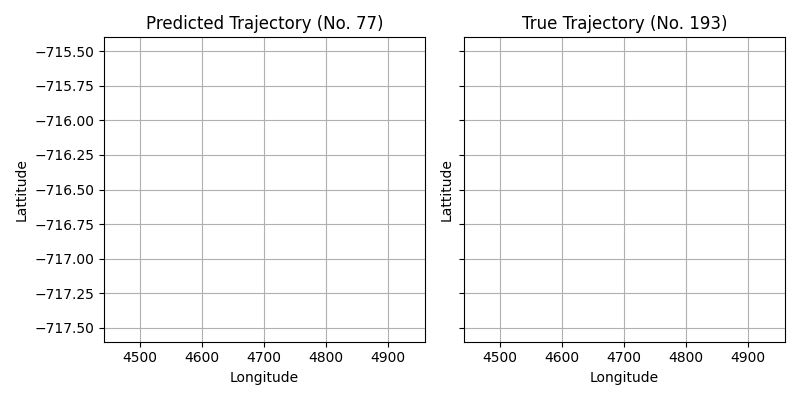 Predicted Trajectory (No. 77)
True Trajectory (No. 193)
−715.50
−715.75
−716.00
−716.25
−716.50
−716.75
−717.00
−717.25
−717.50
Lattitude
Lattitude
4500 4600 4700 4800 4900
4500 4600 4700 4800 4900
Longitude
Longitude